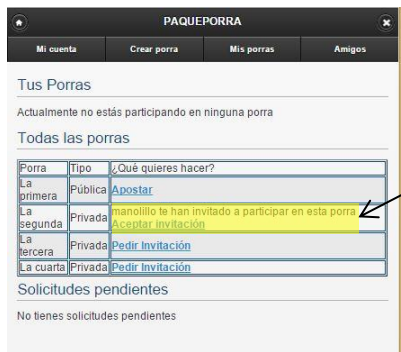 PAQUEPORRA
Mi cuenta Crear porra Mis porras Amigos
Tus Porras
Actualmente no estás participando en ninguna porra
Todas las porras
Porra Tipo ¿Qué quieres hacer?
La primera Pública Apostar
La segunda Privada manolillo te han invitado a participar en esta porra
Aceptar invitación
La tercera Privada Pedir Invitación
La cuarta Privada Pedir Invitación
Solicitudes pendientes
No tienes solicitudes pendientes